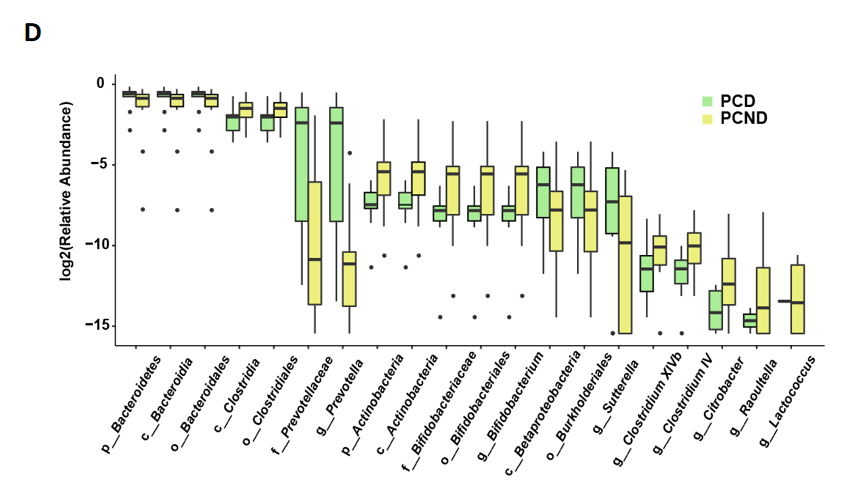 D
0
−5
−10
−15
log2(Relative Abundance)
PCD
PCND
p__Bacteroidetes
c__Bacteroidia
o__Bacteroidales
c__Clostridia
o__Clostridiales
f__Prevotellaceae
g__Prevotella
p__Actinobacteria
c__Actinobacteria
f__Bifidobacteriaceae
o__Bifidobacteriales
g__Bifidobacterium
c__Betaproteobacteria
o__Burkholderiales
g__Sutterella
g__Clostridium XIVb
g__Clostridium IV
g__Citrobacter
g__Raoultella
g__Lactococcus